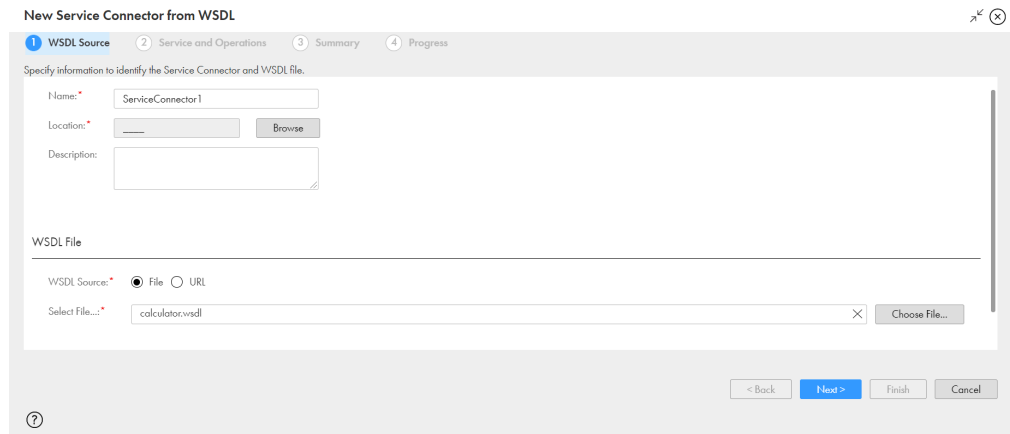 New Service Connector from WSDL
1 WSDL Source 2 Service and Operations 3 Summary 4 Progress
Specify information to identify the Service Connector and WSDL file.
Name:* ServiceConnector1
Location:* ____ Browse
Description:
WSDL File
WSDL Source:* File URL
Select File...:* calculator.wsdl Choose File...
< Back Next > Finish Cancel
?